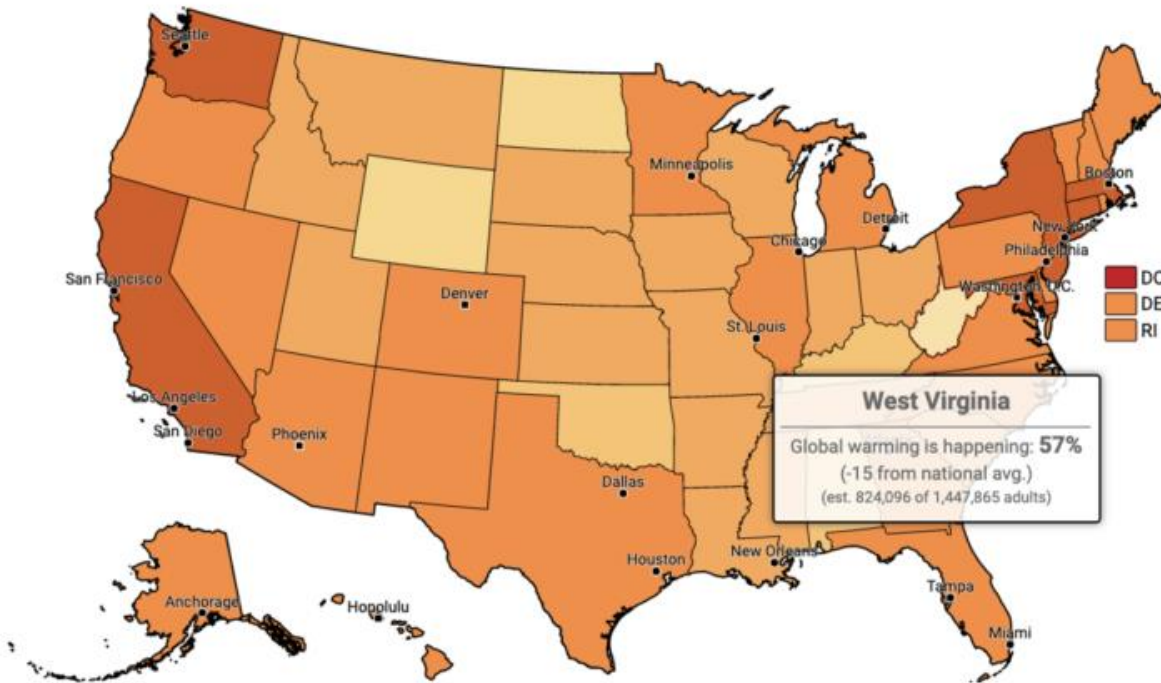 Seattle
Minneapolis
Boston
Detroit
New York
Chicago
Philadelphia
San Francisco
Denver
Washington, D.C.
DC
DE
RI
St. Louis
West Virginia
Global warming is happening: 57%
(-15 from national avg.)
(est. 824,096 of 1,447,865 adults)
Los Angeles
San Diego
Phoenix
Dallas
Houston
New Orleans
Tampa
Anchorage
Honolulu
Miami